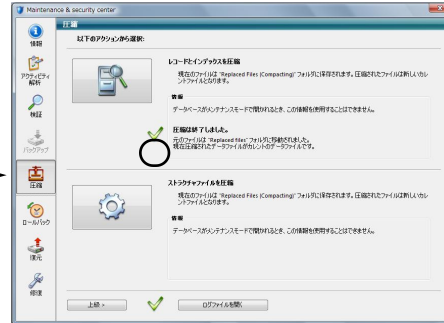 Maintenance & security center
圧縮
情報
アクティビティ
解析
検証
バックアップ
圧縮
ロールバック
復元
修復
以下のアクションから選択:
レコードとインデックスを圧縮
現在のファイルは "Replaced Files (Compacting)" フォルダに保存されます。圧縮されたファイルは新しいカレ
ントファイルとなります。
情報
データベースがメンテナンスモードで開かれるとき、この情報を使用することはできません。
圧縮は終了しました。
元のファイルは "Replaced files" フォルダに移動されました。
現在圧縮されたデータファイルがカレントのデータファイルです。
ストラクチャファイルを圧縮
現在のファイルは "Replaced Files (Compacting)" フォルダに保存されます。圧縮されたファイルは新しいカレ
ントファイルとなります。
情報
データベースがメンテナンスモードで開かれるとき、この情報を使用することはできません。
上級 >
ログファイルを開く